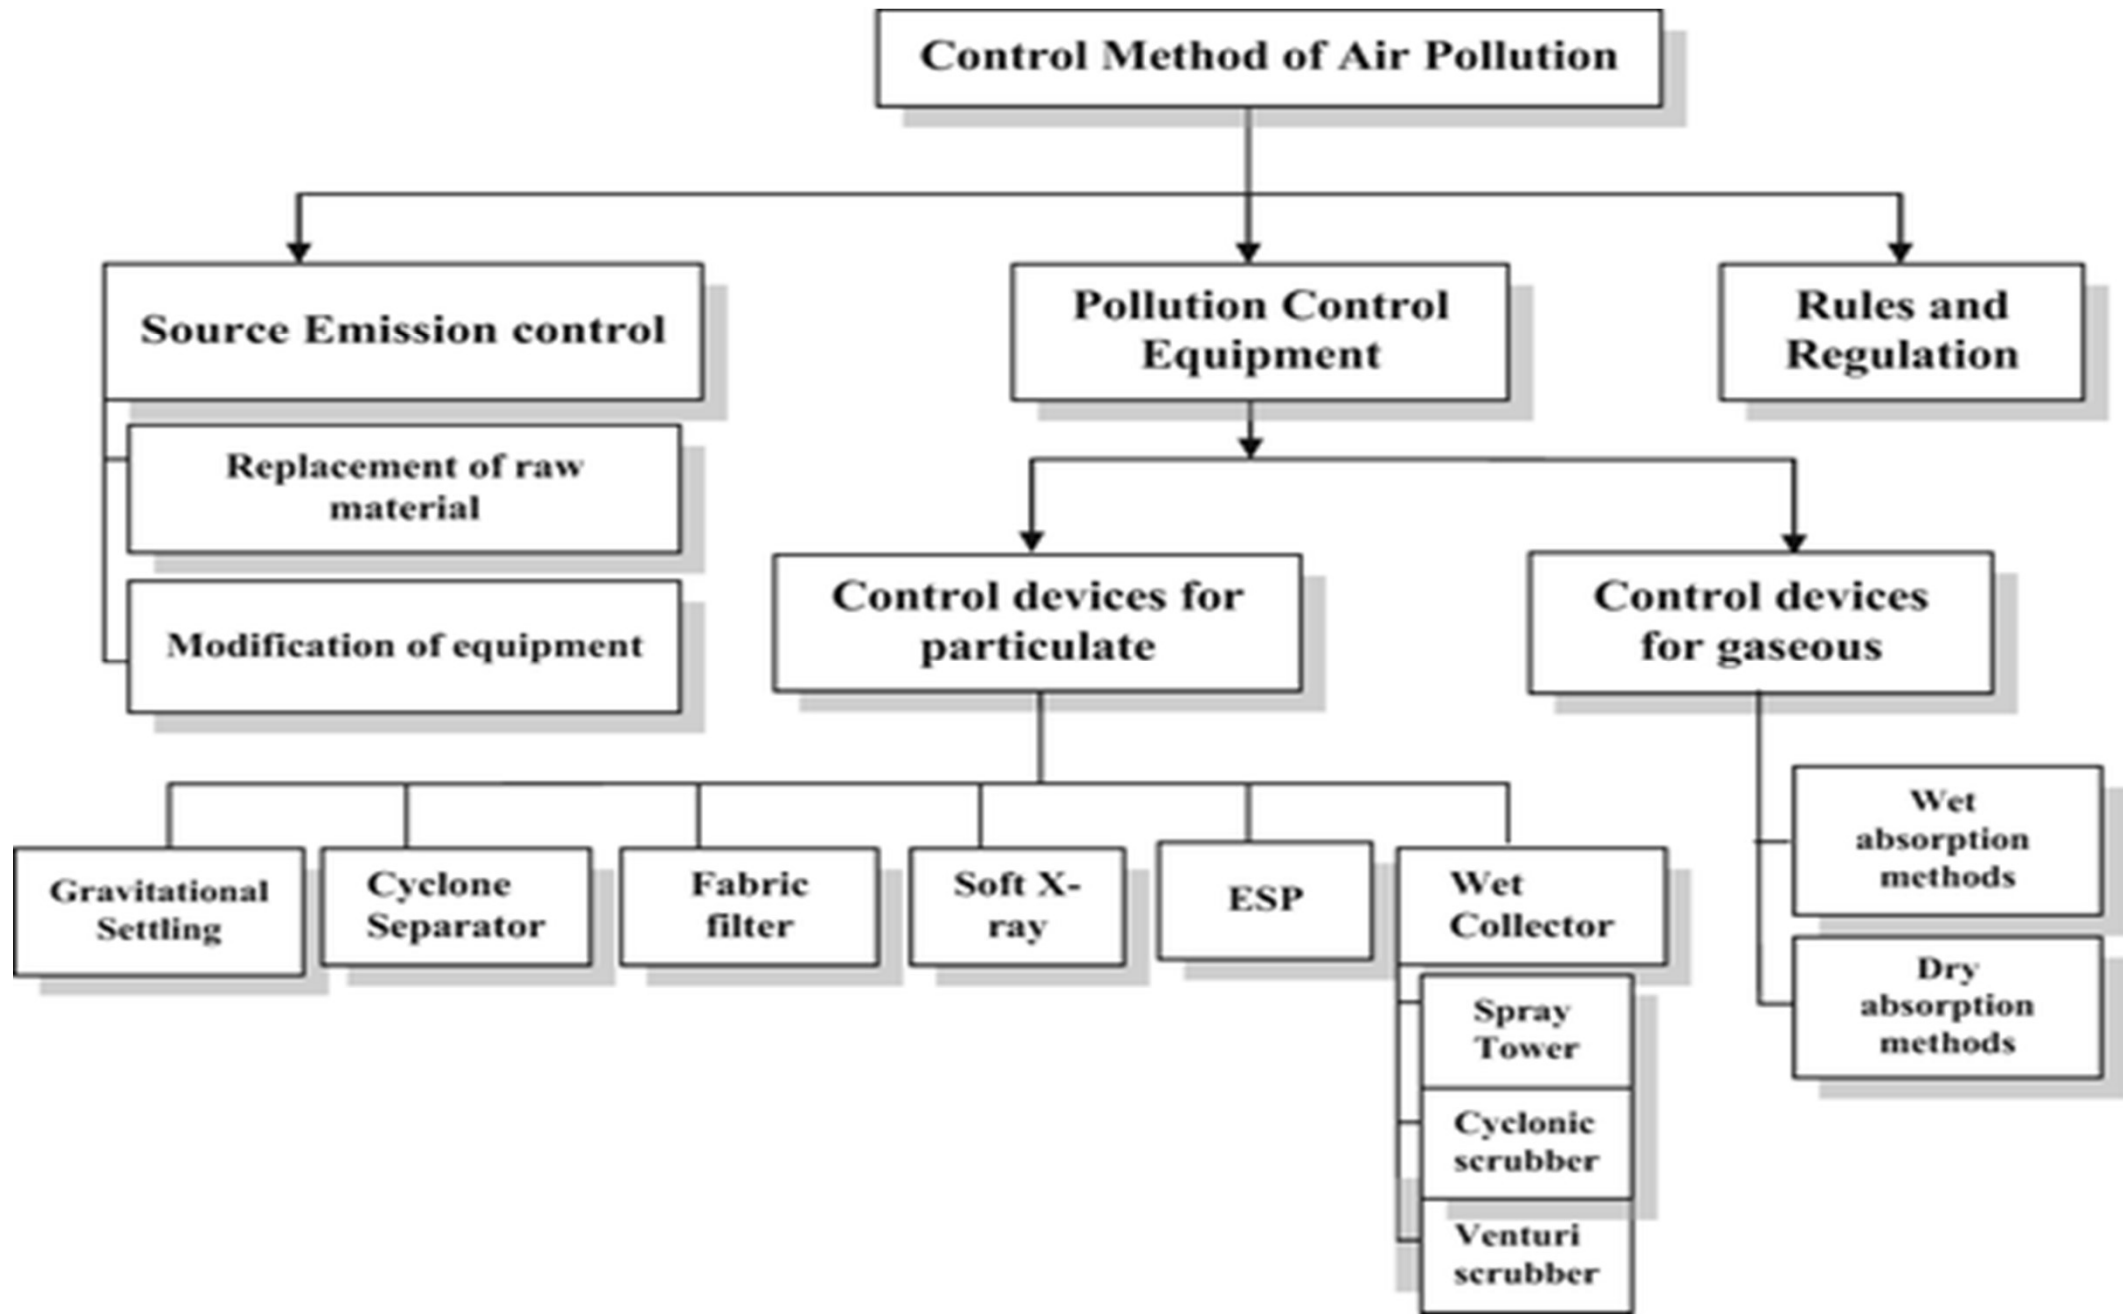 Control Method of Air Pollution
Source Emission control
Pollution Control
Equipment
Rules and
Regulation
Replacement of raw
material
Modification of equipment
Control devices for
particulate
Control devices
for gaseous
Gravitational
Settling
Cyclone
Separator
Fabric
filter
Soft X-
ray
ESP
Wet
Collector
Spray
Tower
Cyclonic
scrubber
Venturi
scrubber
Wet
absorption
methods
Dry
absorption
methods